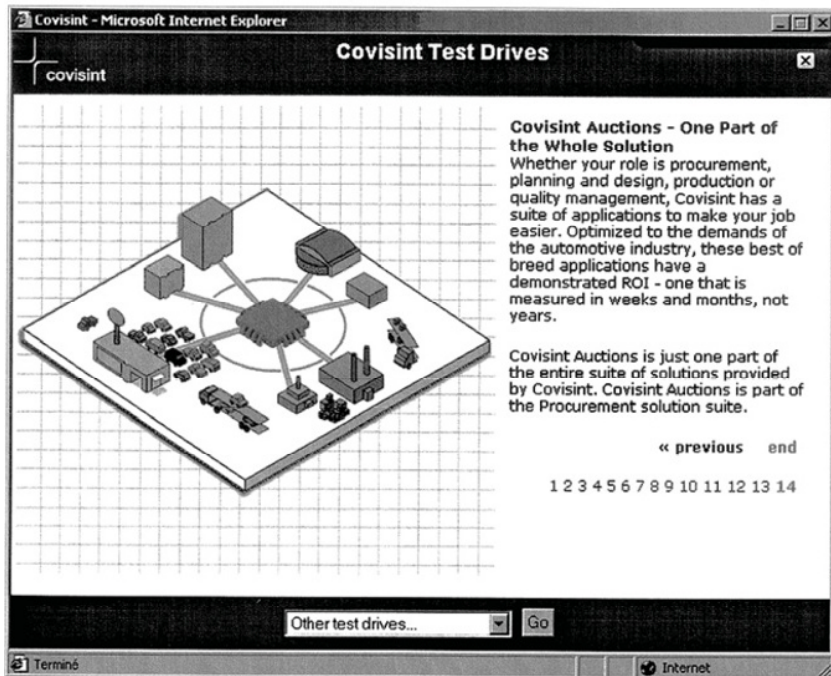 Covisint - Microsoft Internet Explorer
Covisint Test Drives
covisint
Covisint Auctions - One Part of
the Whole Solution
Whether your role is procurement,
planning and design, production or
quality management, Covisint has a
suite of applications to make your job
easier. Optimized to the demands of
the automotive industry, these best of
breed applications have a
demonstrated ROI - one that is
measured in weeks and months, not
years.
Covisint Auctions is just one part of
the entire suite of solutions provided
by Covisint. Covisint Auctions is part of
the Procurement solution suite.
« previous end
1 2 3 4 5 6 7 8 9 10 11 12 13 14
Other test drives... Go
Terminé Internet